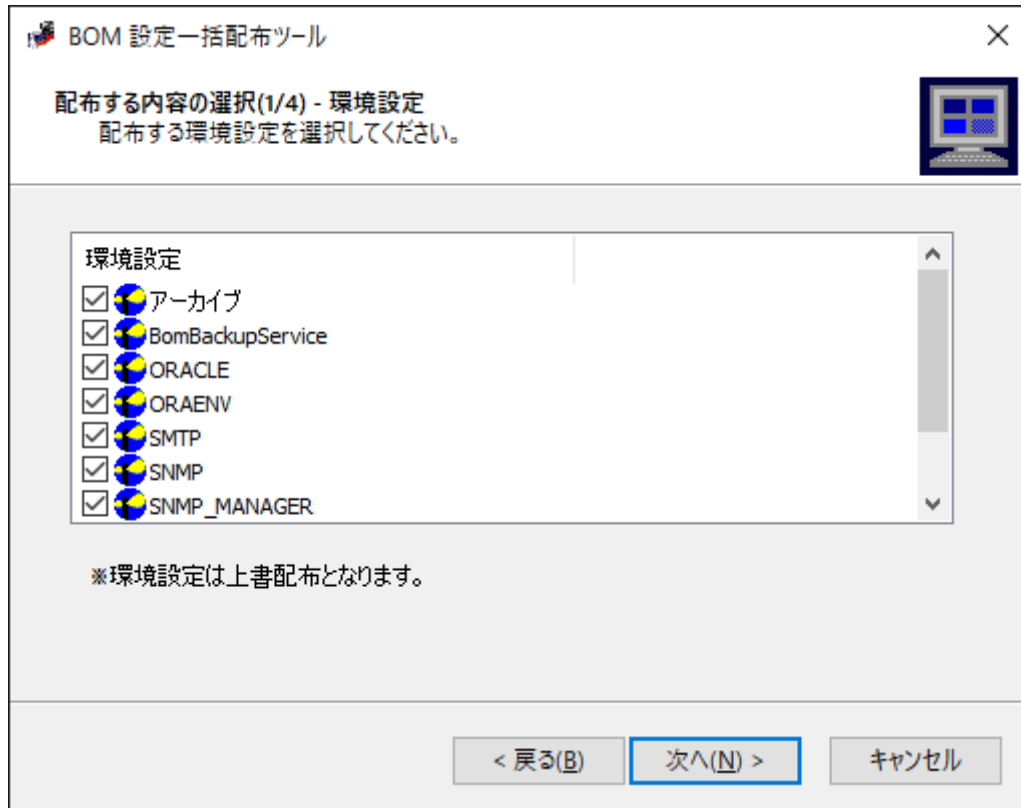 BOM 設定一括配布ツール
配布する内容の選択(1/4) - 環境設定
配布する環境設定を選択してください。
環境設定
アーカイブ
BomBackupService
ORACLE
ORAENV
SMTP
SNMP
SNMP_MANAGER
※環境設定は上書配布となります。
< 戻る(B)
次へ(N) >
キャンセル